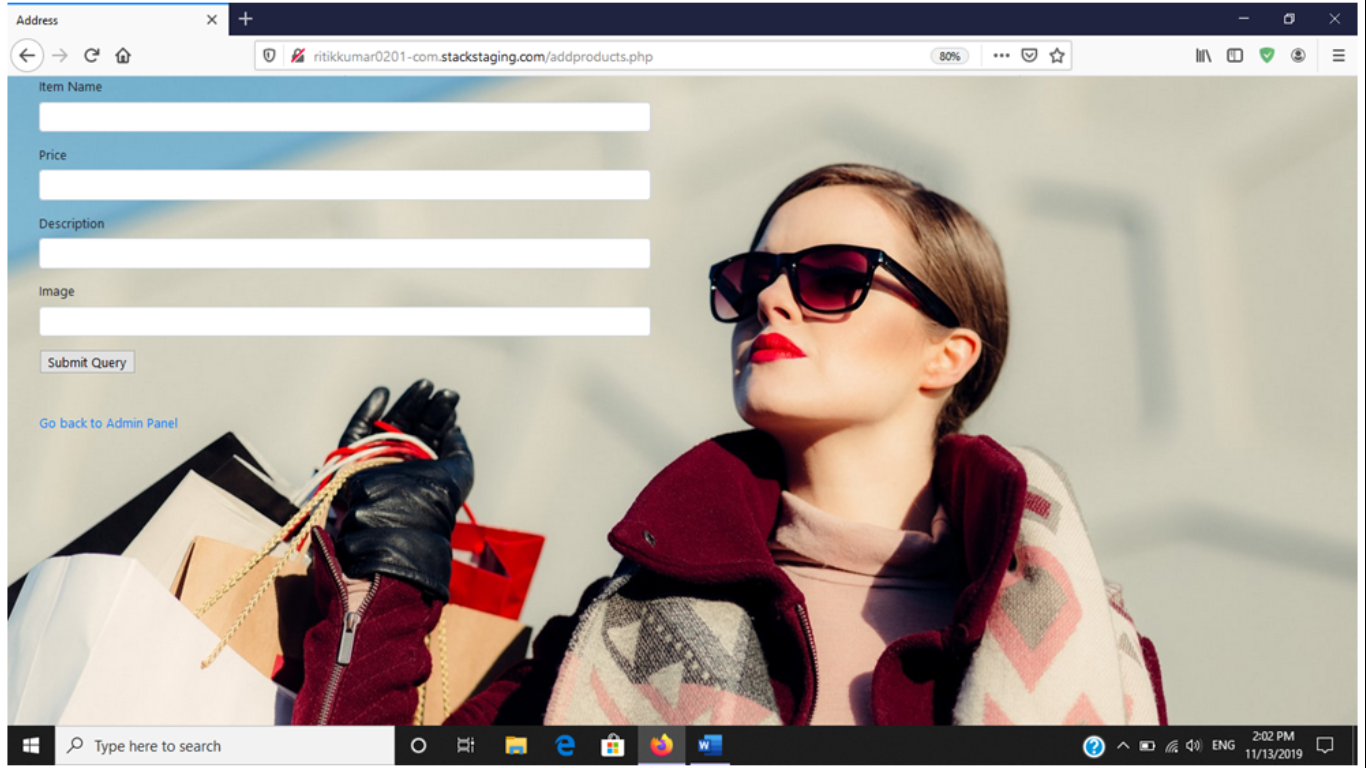 Address
ritikkumar0201-com.stackstaging.com/addproducts.php
80%
Item Name
Price
Description
Image
Submit Query
Go back to Admin Panel
Type here to search
ENG
2:02 PM
11/13/2019